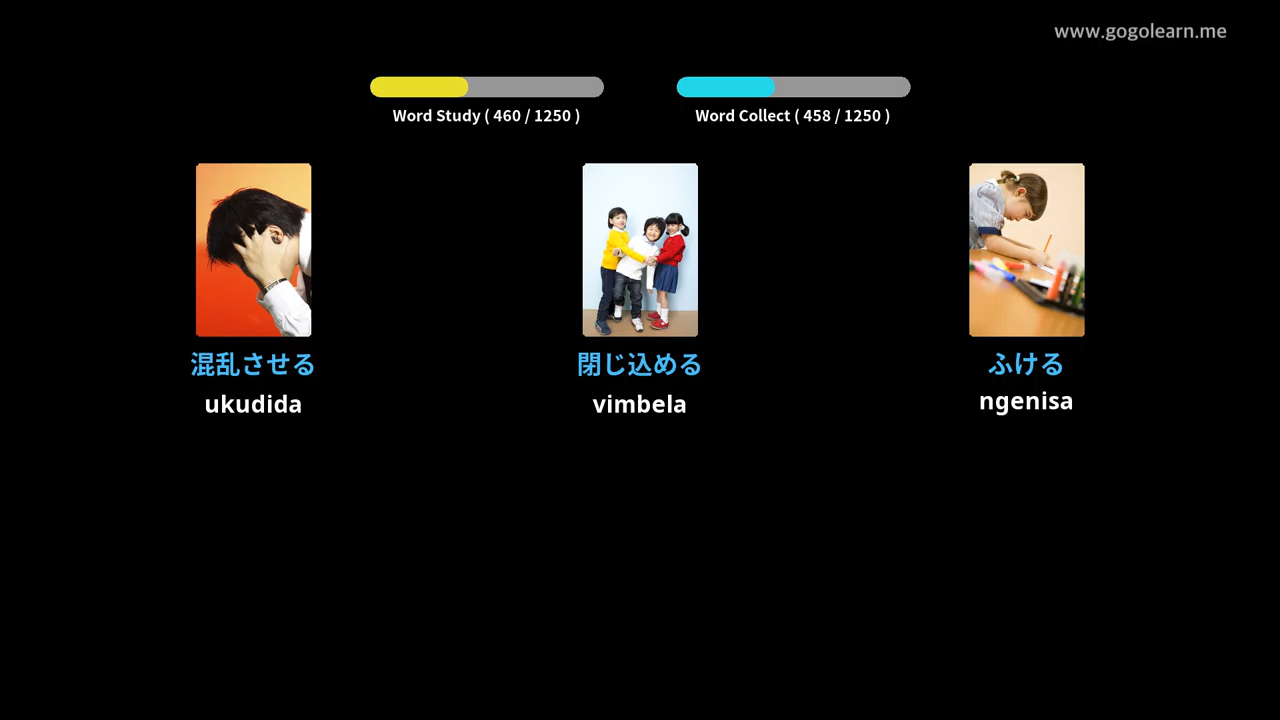 www.gogolearn.me
Word Study ( 460 / 1250 )
Word Collect ( 458 / 1250 )
混乱させる
閉じ込める
ふける
ukudida
vimbela
ngenisa